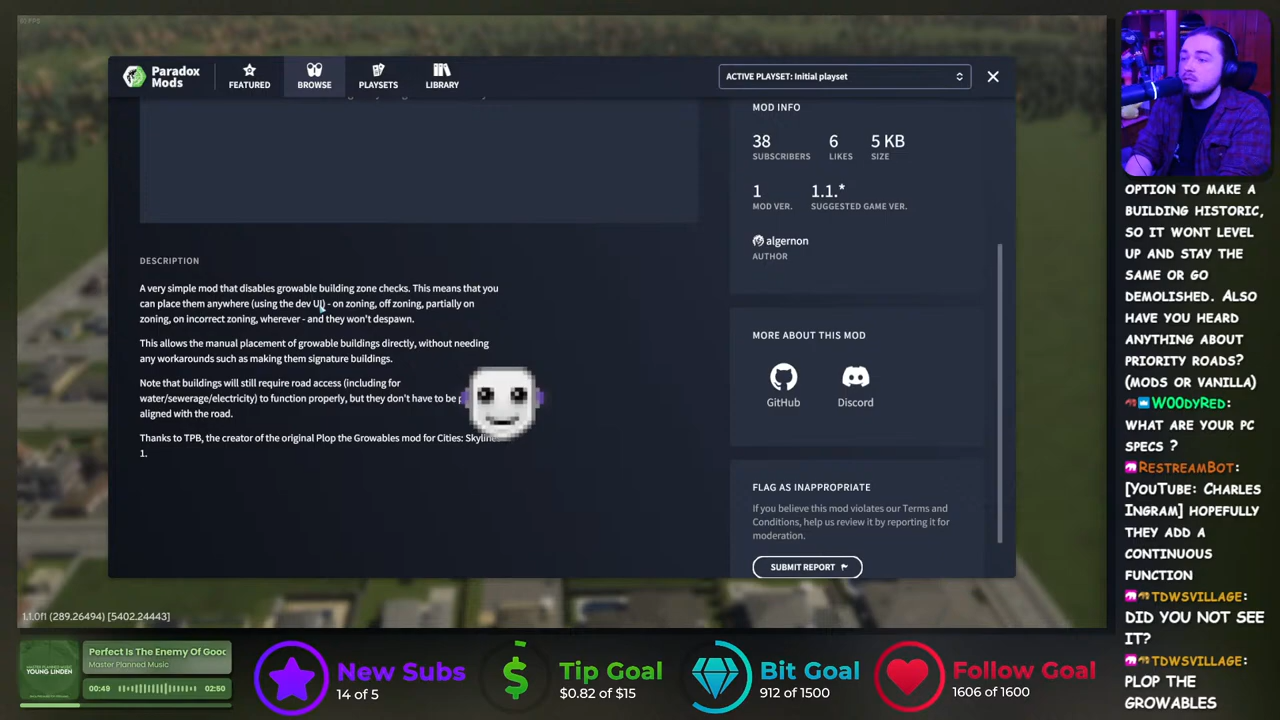 Paradox Mods
FEATURED
BROWSE
PLAYSETS
LIBRARY
ACTIVE PLAYSET: Initial playset
DESCRIPTION
A very simple mod that disables growable building zone checks. This means that you
can place them anywhere (using the dev UI) - on zoning, off zoning, partially on
zoning, on incorrect zoning, wherever - and they won't despawn.
This allows the manual placement of growable buildings directly, without needing
any workarounds such as making them signature buildings.
Note that buildings will still require road access (including for
water/sewerage/electricity) to function properly, but they don't have to be
aligned with the road.
Thanks to TPB, the creator of the original Plop the Growables mod for Cities: Skylines
1.
MOD INFO
38
SUBSCRIBERS
6
LIKES
5 KB
SIZE
1
MOD VER.
1.1.*
SUGGESTED GAME VER.
algernon
AUTHOR
MORE ABOUT THIS MOD
GitHub
Discord
FLAG AS INAPPROPRIATE
If you believe this mod violates our Terms and
Conditions, help us review it by reporting it for
moderation.
SUBMIT REPORT
1.1.0f1 (289.26494) [5402.24443]
OPTION TO MAKE A
BUILDING HISTORIC,
SO IT WONT LEVEL
UP AND STAY THE
SAME OR GO
DEMOLISHED. ALSO
HAVE YOU HEARD
ANYTHING ABOUT
PRIORITY ROADS?
(MODS OR VANILLA)
W00DYRED:
WHAT ARE YOUR PC
SPECS ?
RESTREAMBOT:
[YOUTUBE: CHARLES
INGRAM] HOPEFULLY
THEY ADD A
CONTINUOUS
FUNCTION
TDWSVILLAGE:
DID YOU NOT SEE
IT?
TDWSVILLAGE:
PLOP THE
GROWABLES
MASTER PLANNED MUSIC
YOUNG LINDEN
Perfect Is The Enemy Of Good
Master Planned Music
00:49
02:50
New Subs
14 of 5
Tip Goal
$0.82 of $15
Bit Goal
912 of 1500
Follow Goal
1606 of 1600